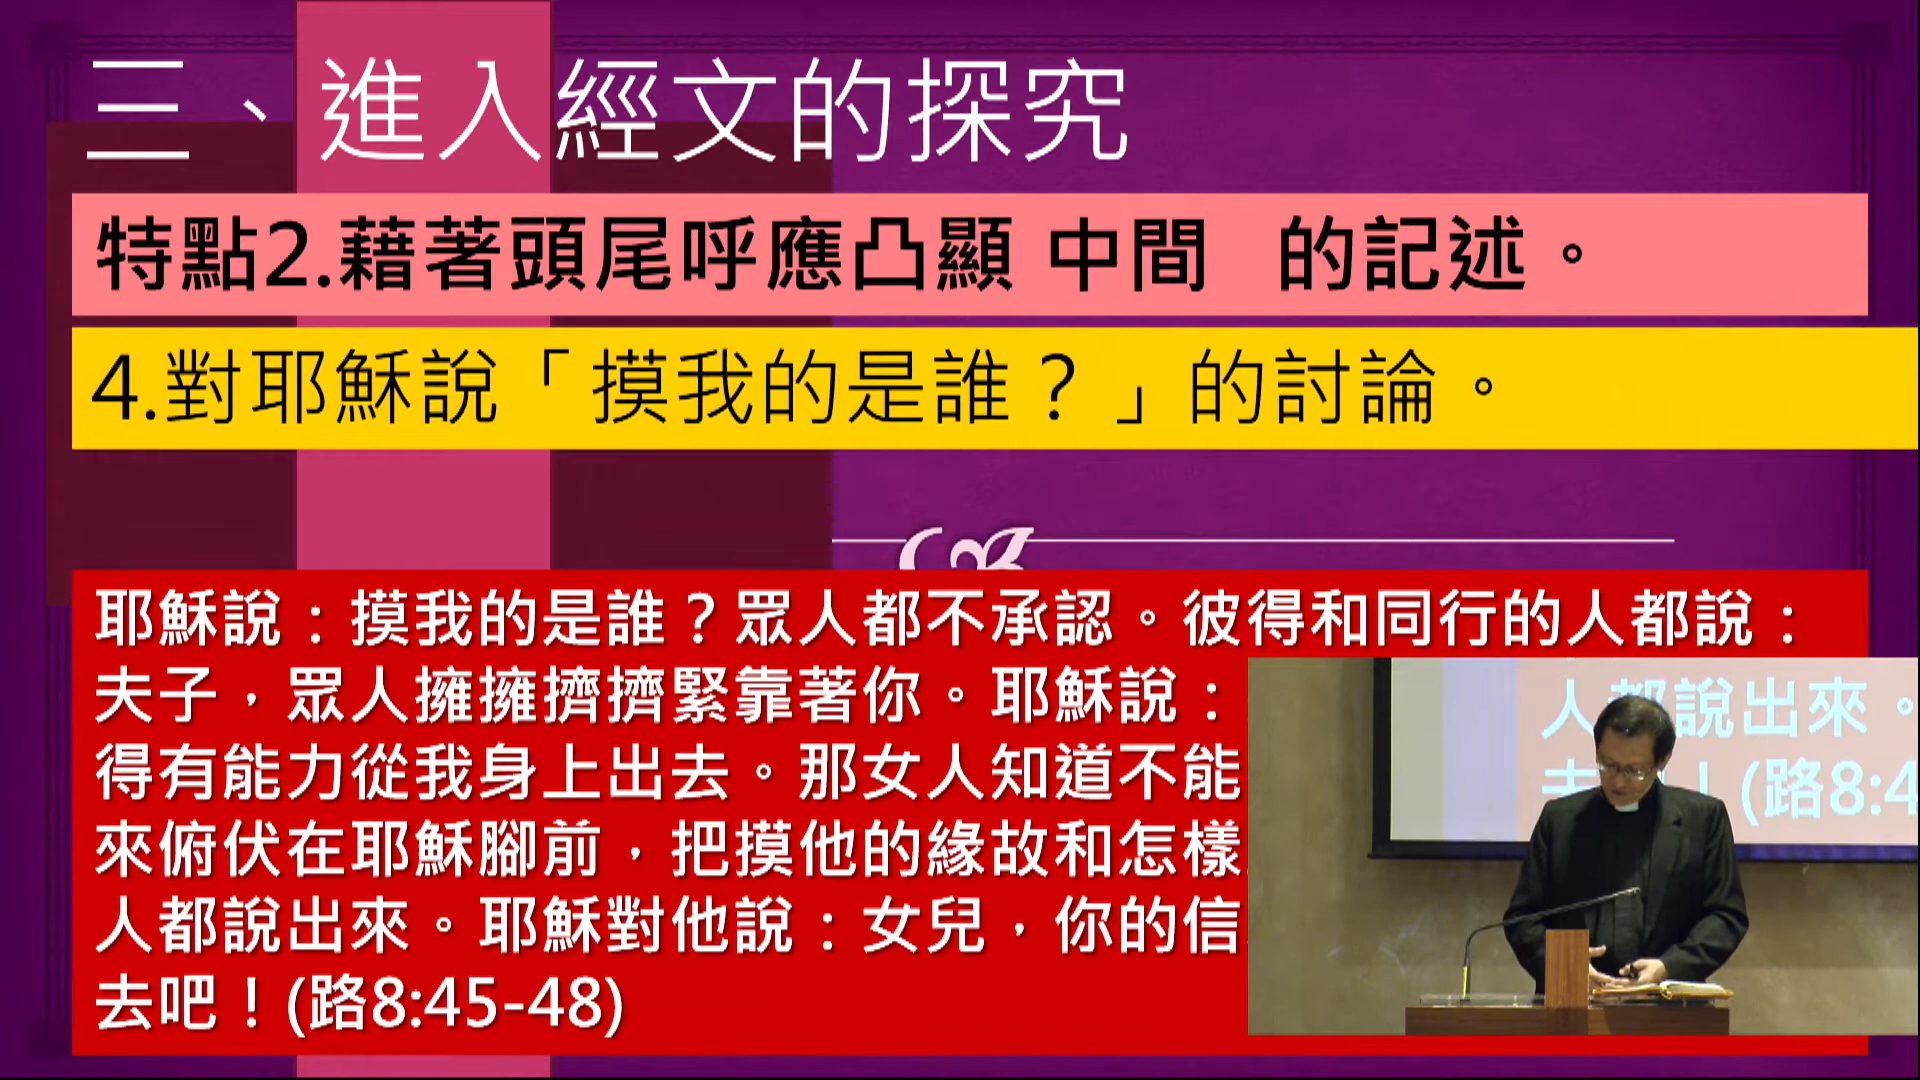 三、進入經文的探究
特點2.藉著頭尾呼應凸顯 中間 的記述。
4.對耶穌說「摸我的是誰？」的討論。
耶穌說：摸我的是誰？眾人都不承認。彼得和同行的人都說：
夫子，眾人擁擁擠擠緊靠著你。耶穌說：
得有能力從我身上出去。那女人知道不能
來俯伏在耶穌腳前，把摸他的緣故和怎樣
人都說出來。耶穌對他說：女兒，你的信
去吧！(路8:45-48)
人都說出來。
去吧！(路8:4